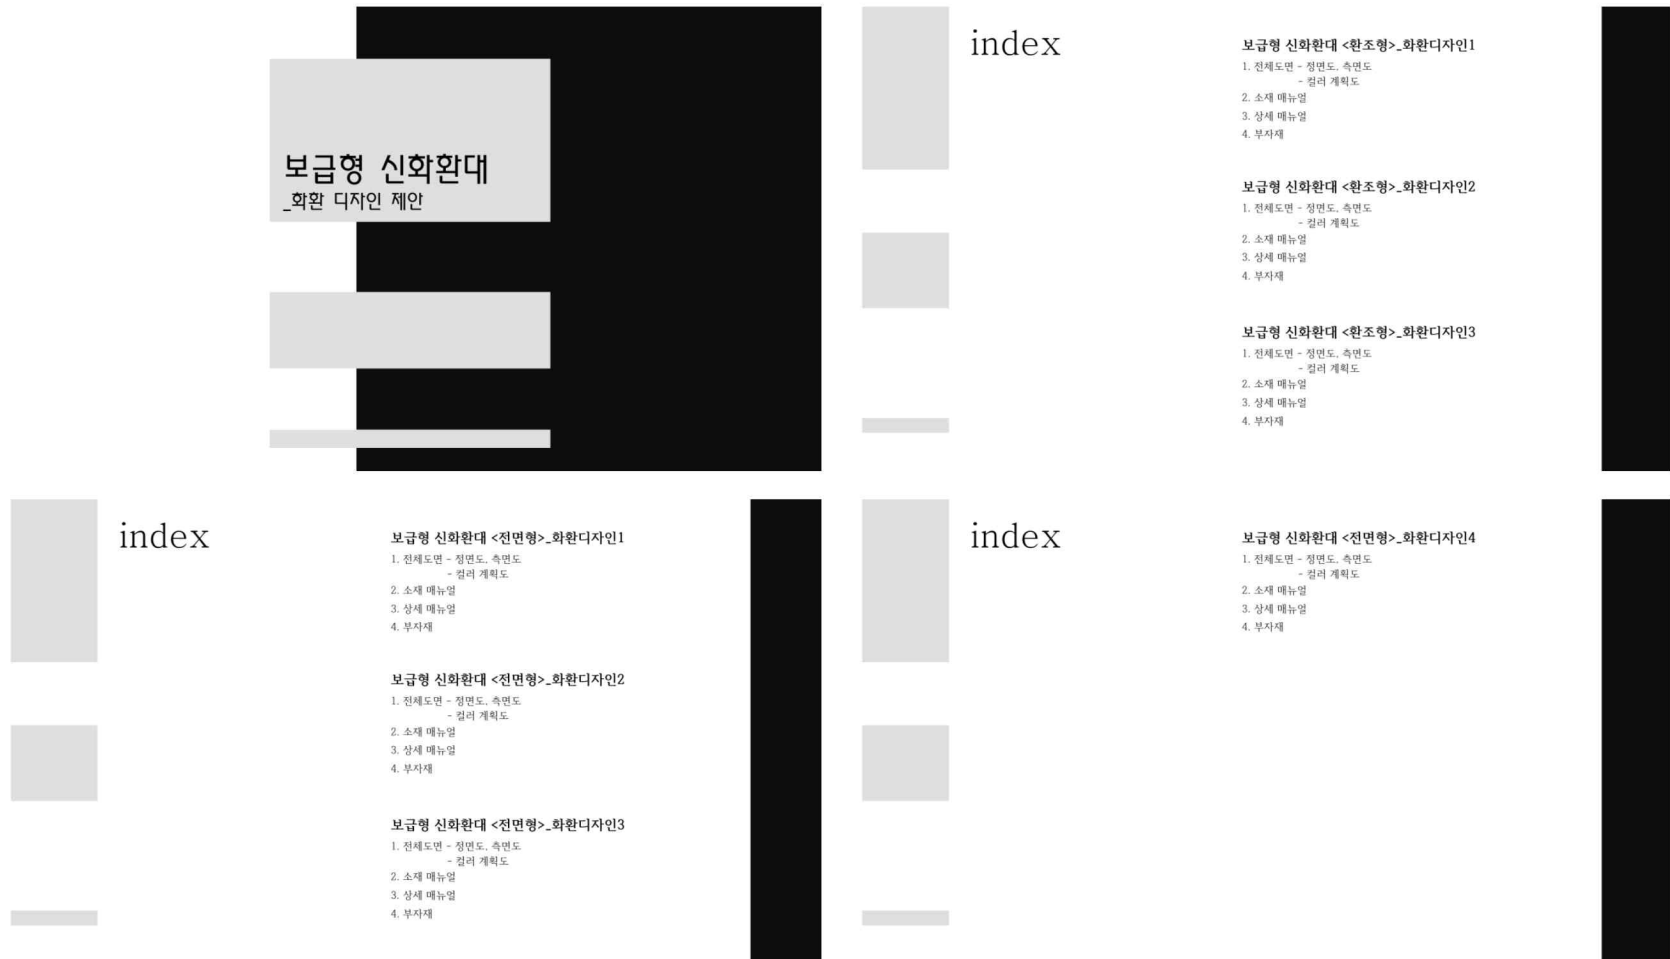 보급형 신화환대
_화환 디자인 제안
index
보급형 신화환대 <환조형>_화환디자인1
1. 전체도면 - 정면도, 측면도
- 컬러 계획도
2. 소재 매뉴얼
3. 상세 매뉴얼
4. 부자재
보급형 신화환대 <환조형>_화환디자인2
1. 전체도면 - 정면도, 측면도
- 컬러 계획도
2. 소재 매뉴얼
3. 상세 매뉴얼
4. 부자재
보급형 신화환대 <환조형>_화환디자인3
1. 전체도면 - 정면도, 측면도
- 컬러 계획도
2. 소재 매뉴얼
3. 상세 매뉴얼
4. 부자재
index
보급형 신화환대 <전면형>_화환디자인1
1. 전체도면 - 정면도, 측면도
- 컬러 계획도
2. 소재 매뉴얼
3. 상세 매뉴얼
4. 부자재
보급형 신화환대 <전면형>_화환디자인2
1. 전체도면 - 정면도, 측면도
- 컬러 계획도
2. 소재 매뉴얼
3. 상세 매뉴얼
4. 부자재
보급형 신화환대 <전면형>_화환디자인3
1. 전체도면 - 정면도, 측면도
- 컬러 계획도
2. 소재 매뉴얼
3. 상세 매뉴얼
4. 부자재
index
보급형 신화환대 <전면형>_화환디자인4
1. 전체도면 - 정면도, 측면도
- 컬러 계획도
2. 소재 매뉴얼
3. 상세 매뉴얼
4. 부자재